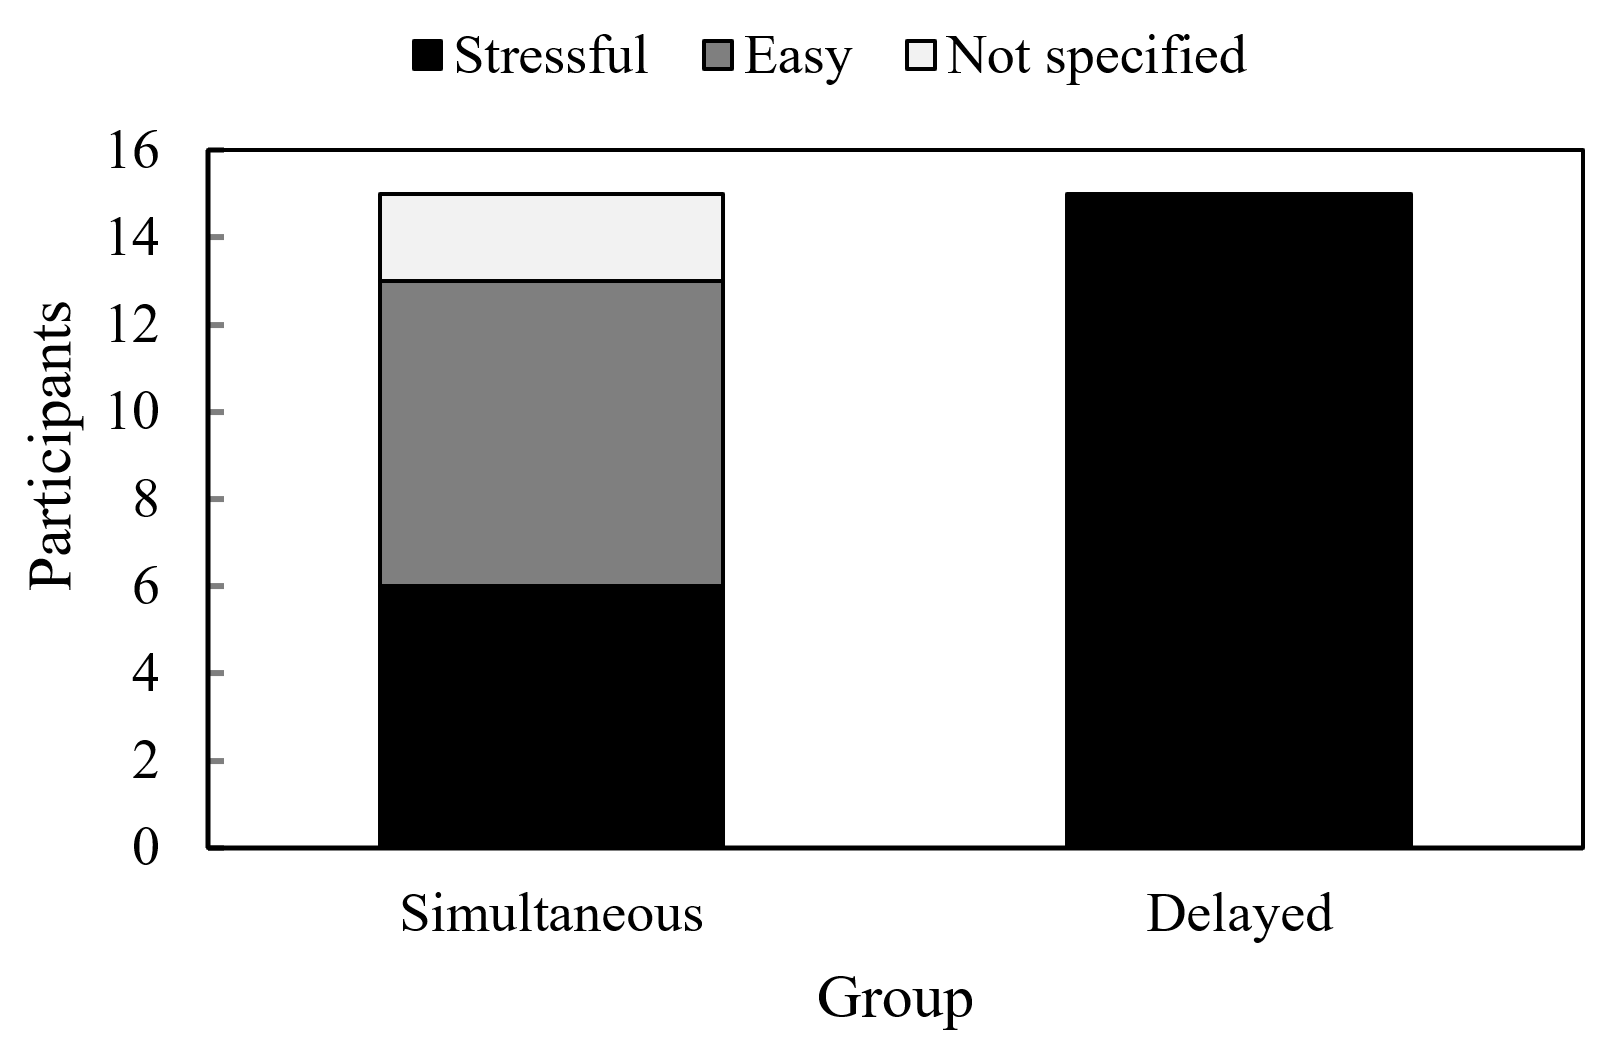 Stressful Easy Not specified
16
14
12
10
8
6
4
2
0
Participants
Simultaneous Delayed
Group